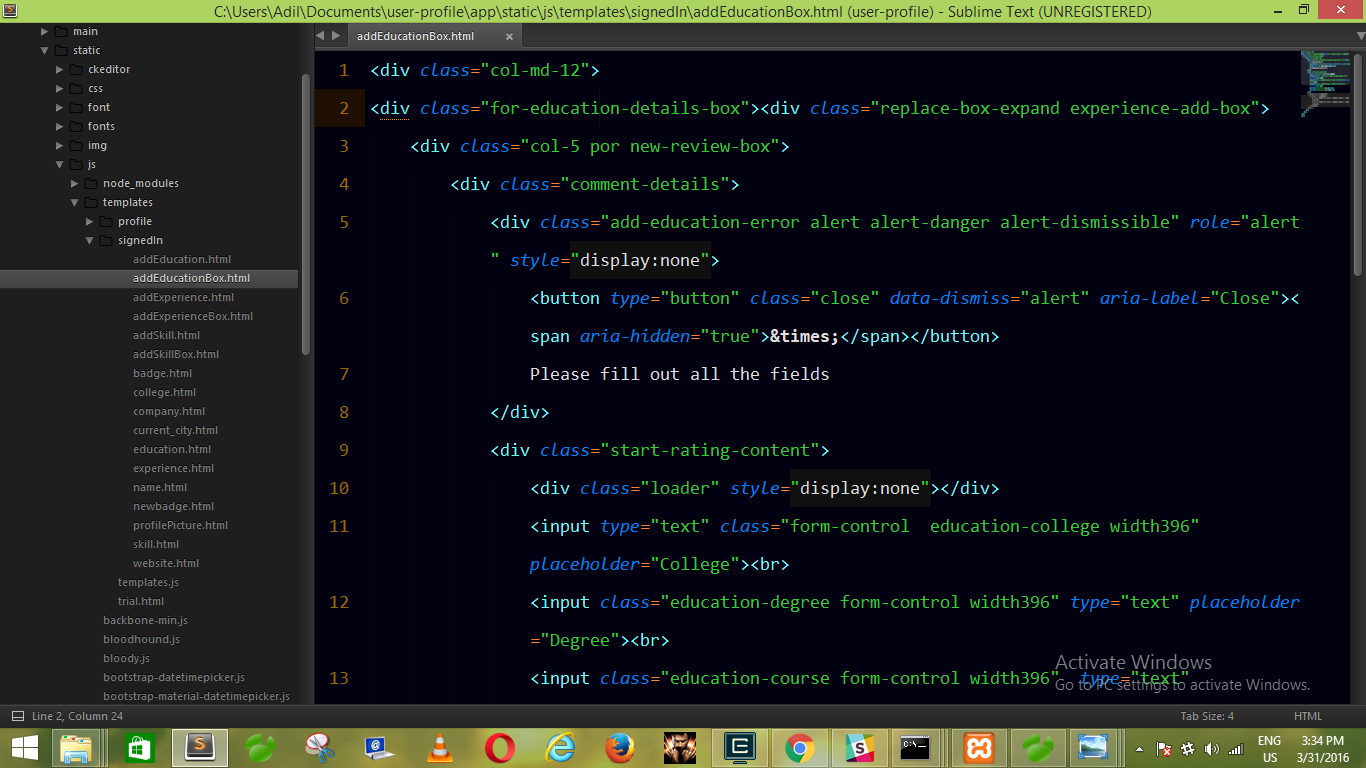 C:\Users\Adil\Documents\user-profile\app\static\js\templates\signedIn\addEducationBox.html (user-profile) - Sublime Text (UNREGISTERED)
main
static
ckeditor
css
font
fonts
img
js
node_modules
templates
profile
signedIn
addEducation.html
addEducationBox.html
addExperience.html
addExperienceBox.html
addSkill.html
addSkillBox.html
badge.html
college.html
company.html
current_city.html
education.html
experience.html
name.html
newbadge.html
profilePicture.html
skill.html
website.html
templates.js
trial.html
backbone-min.js
bloodhound.js
bloody.js
bootstrap-datetimepicker.js
bootstrap-material-datetimepicker.js
addEducationBox.html
1 <div class="col-md-12">
2 <div class="for-education-details-box"><div class="replace-box-expand experience-add-box">
3 <div class="col-5 por new-review-box">
4 <div class="comment-details">
5 <div class="add-education-error alert alert-danger alert-dismissible" role="alert
" style="display:none">
6 <button type="button" class="close" data-dismiss="alert" aria-label="Close"><
span aria-hidden="true">&times;</span></button>
7 Please fill out all the fields
8 </div>
9 <div class="start-rating-content">
10 <div class="loader" style="display:none"></div>
11 <input type="text" class="form-control  education-college width396"
placeholder="College"><br>
12 <input class="education-degree form-control width396" type="text" placeholder
="Degree"><br>
13 <input class="education-course form-control width396" type="text"
Activate Windows
Go to PC settings to activate Windows.
Line 2, Column 24
Tab Size: 4
HTML
ENG
US
3:34 PM
3/31/2016